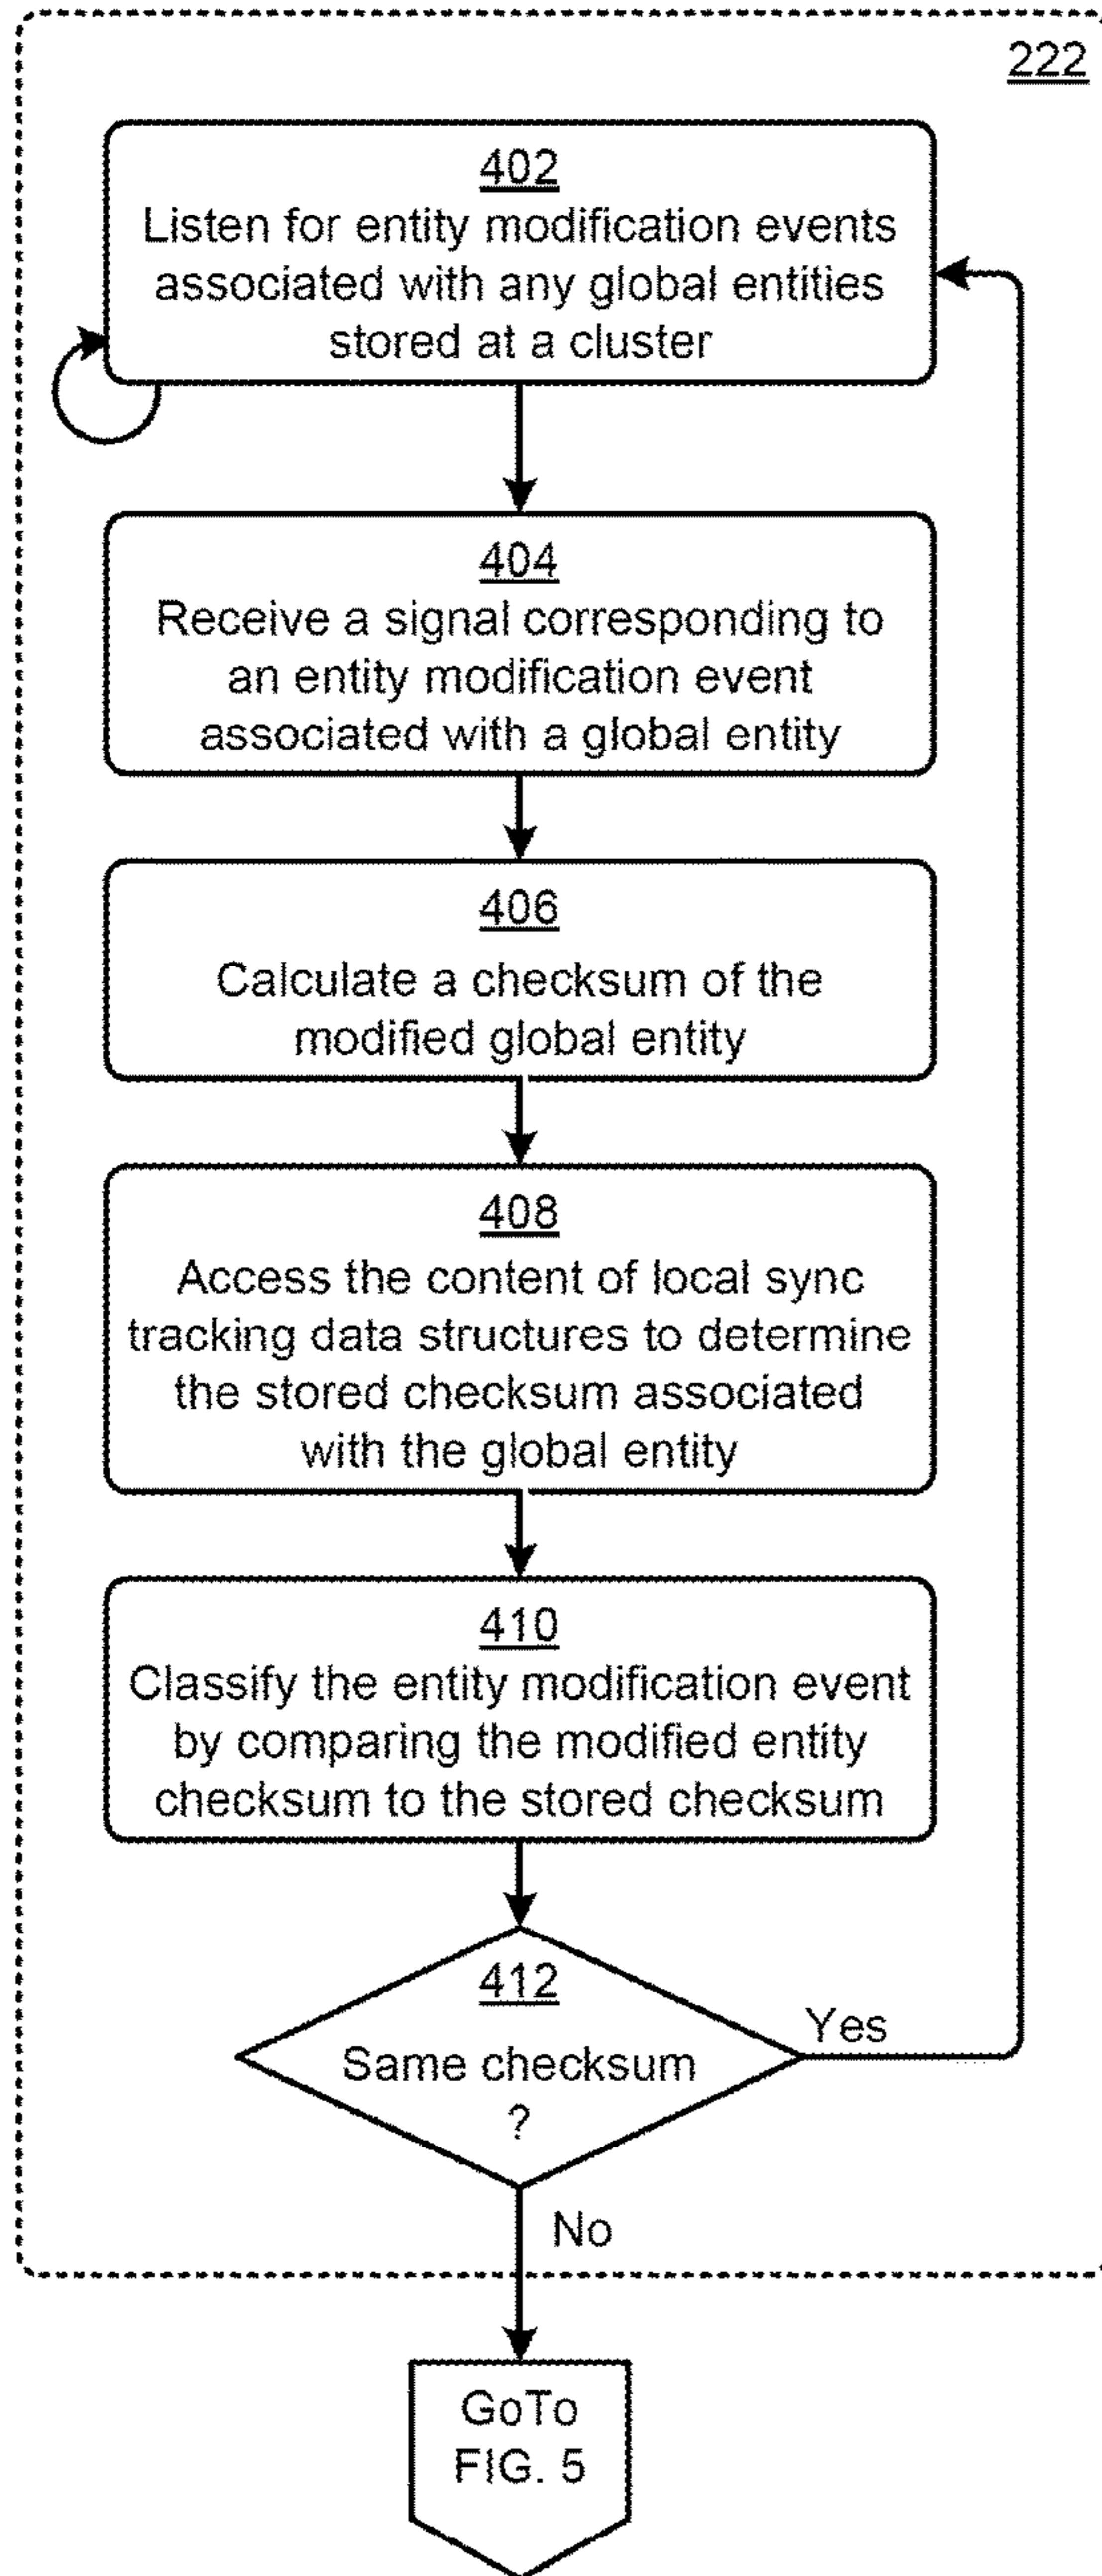 222
402
Listen for entity modification events
associated with any global entities
stored at a cluster
404
Receive a signal corresponding to
an entity modification event
associated with a global entity
406
Calculate a checksum of the
modified global entity
408
Access the content of local sync
tracking data structures to determine
the stored checksum associated
with the global entity
410
Classify the entity modification event
by comparing the modified entity
checksum to the stored checksum
412
Same checksum
?
Yes
No
GoTo
FIG. 5